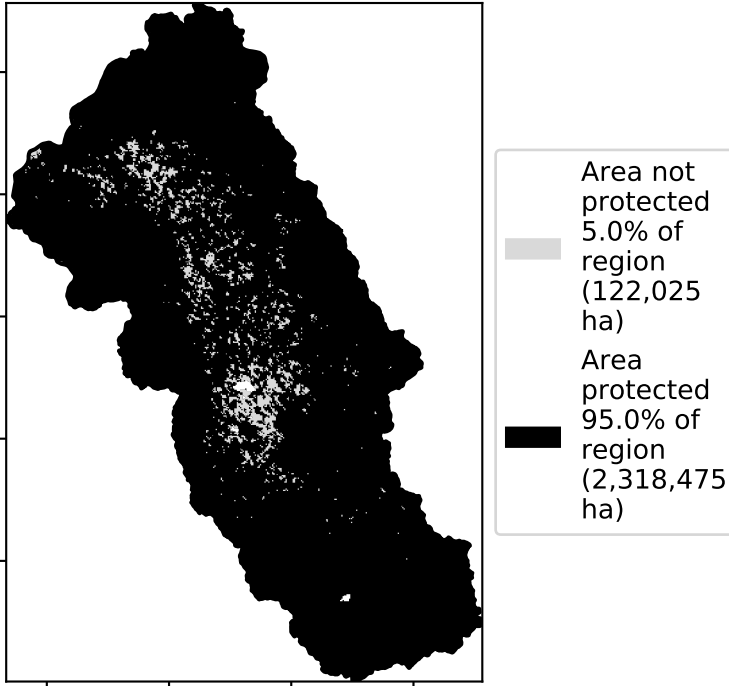 Area not
protected
5.0% of
region
(122,025
ha)
Area
protected
95.0% of
region
(2,318,475
ha)